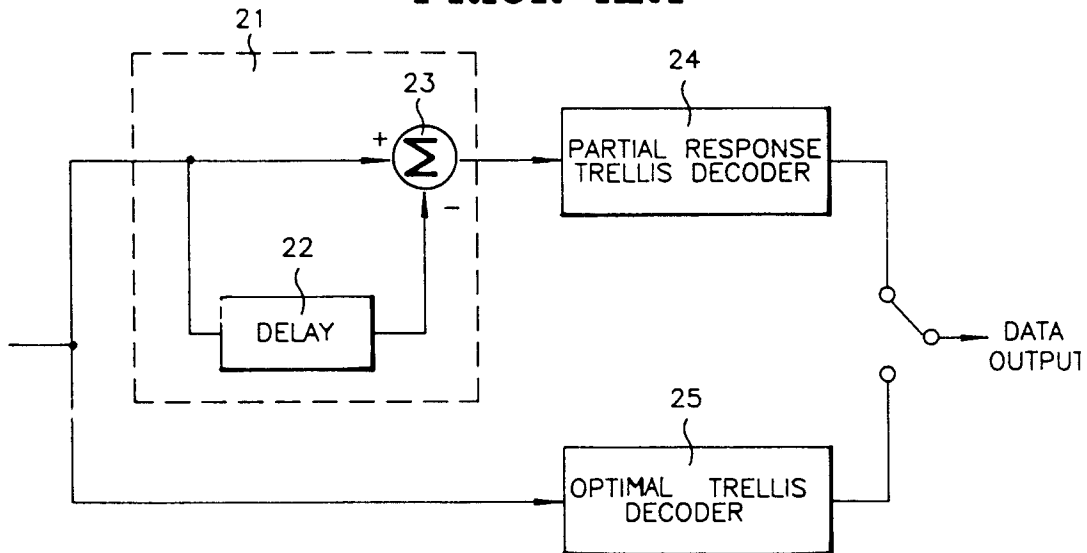 21
23
+
Σ
−
24
PARTIAL RESPONSE
TRELLIS DECODER
22
DELAY
DATA
OUTPUT
25
OPTIMAL TRELLIS
DECODER